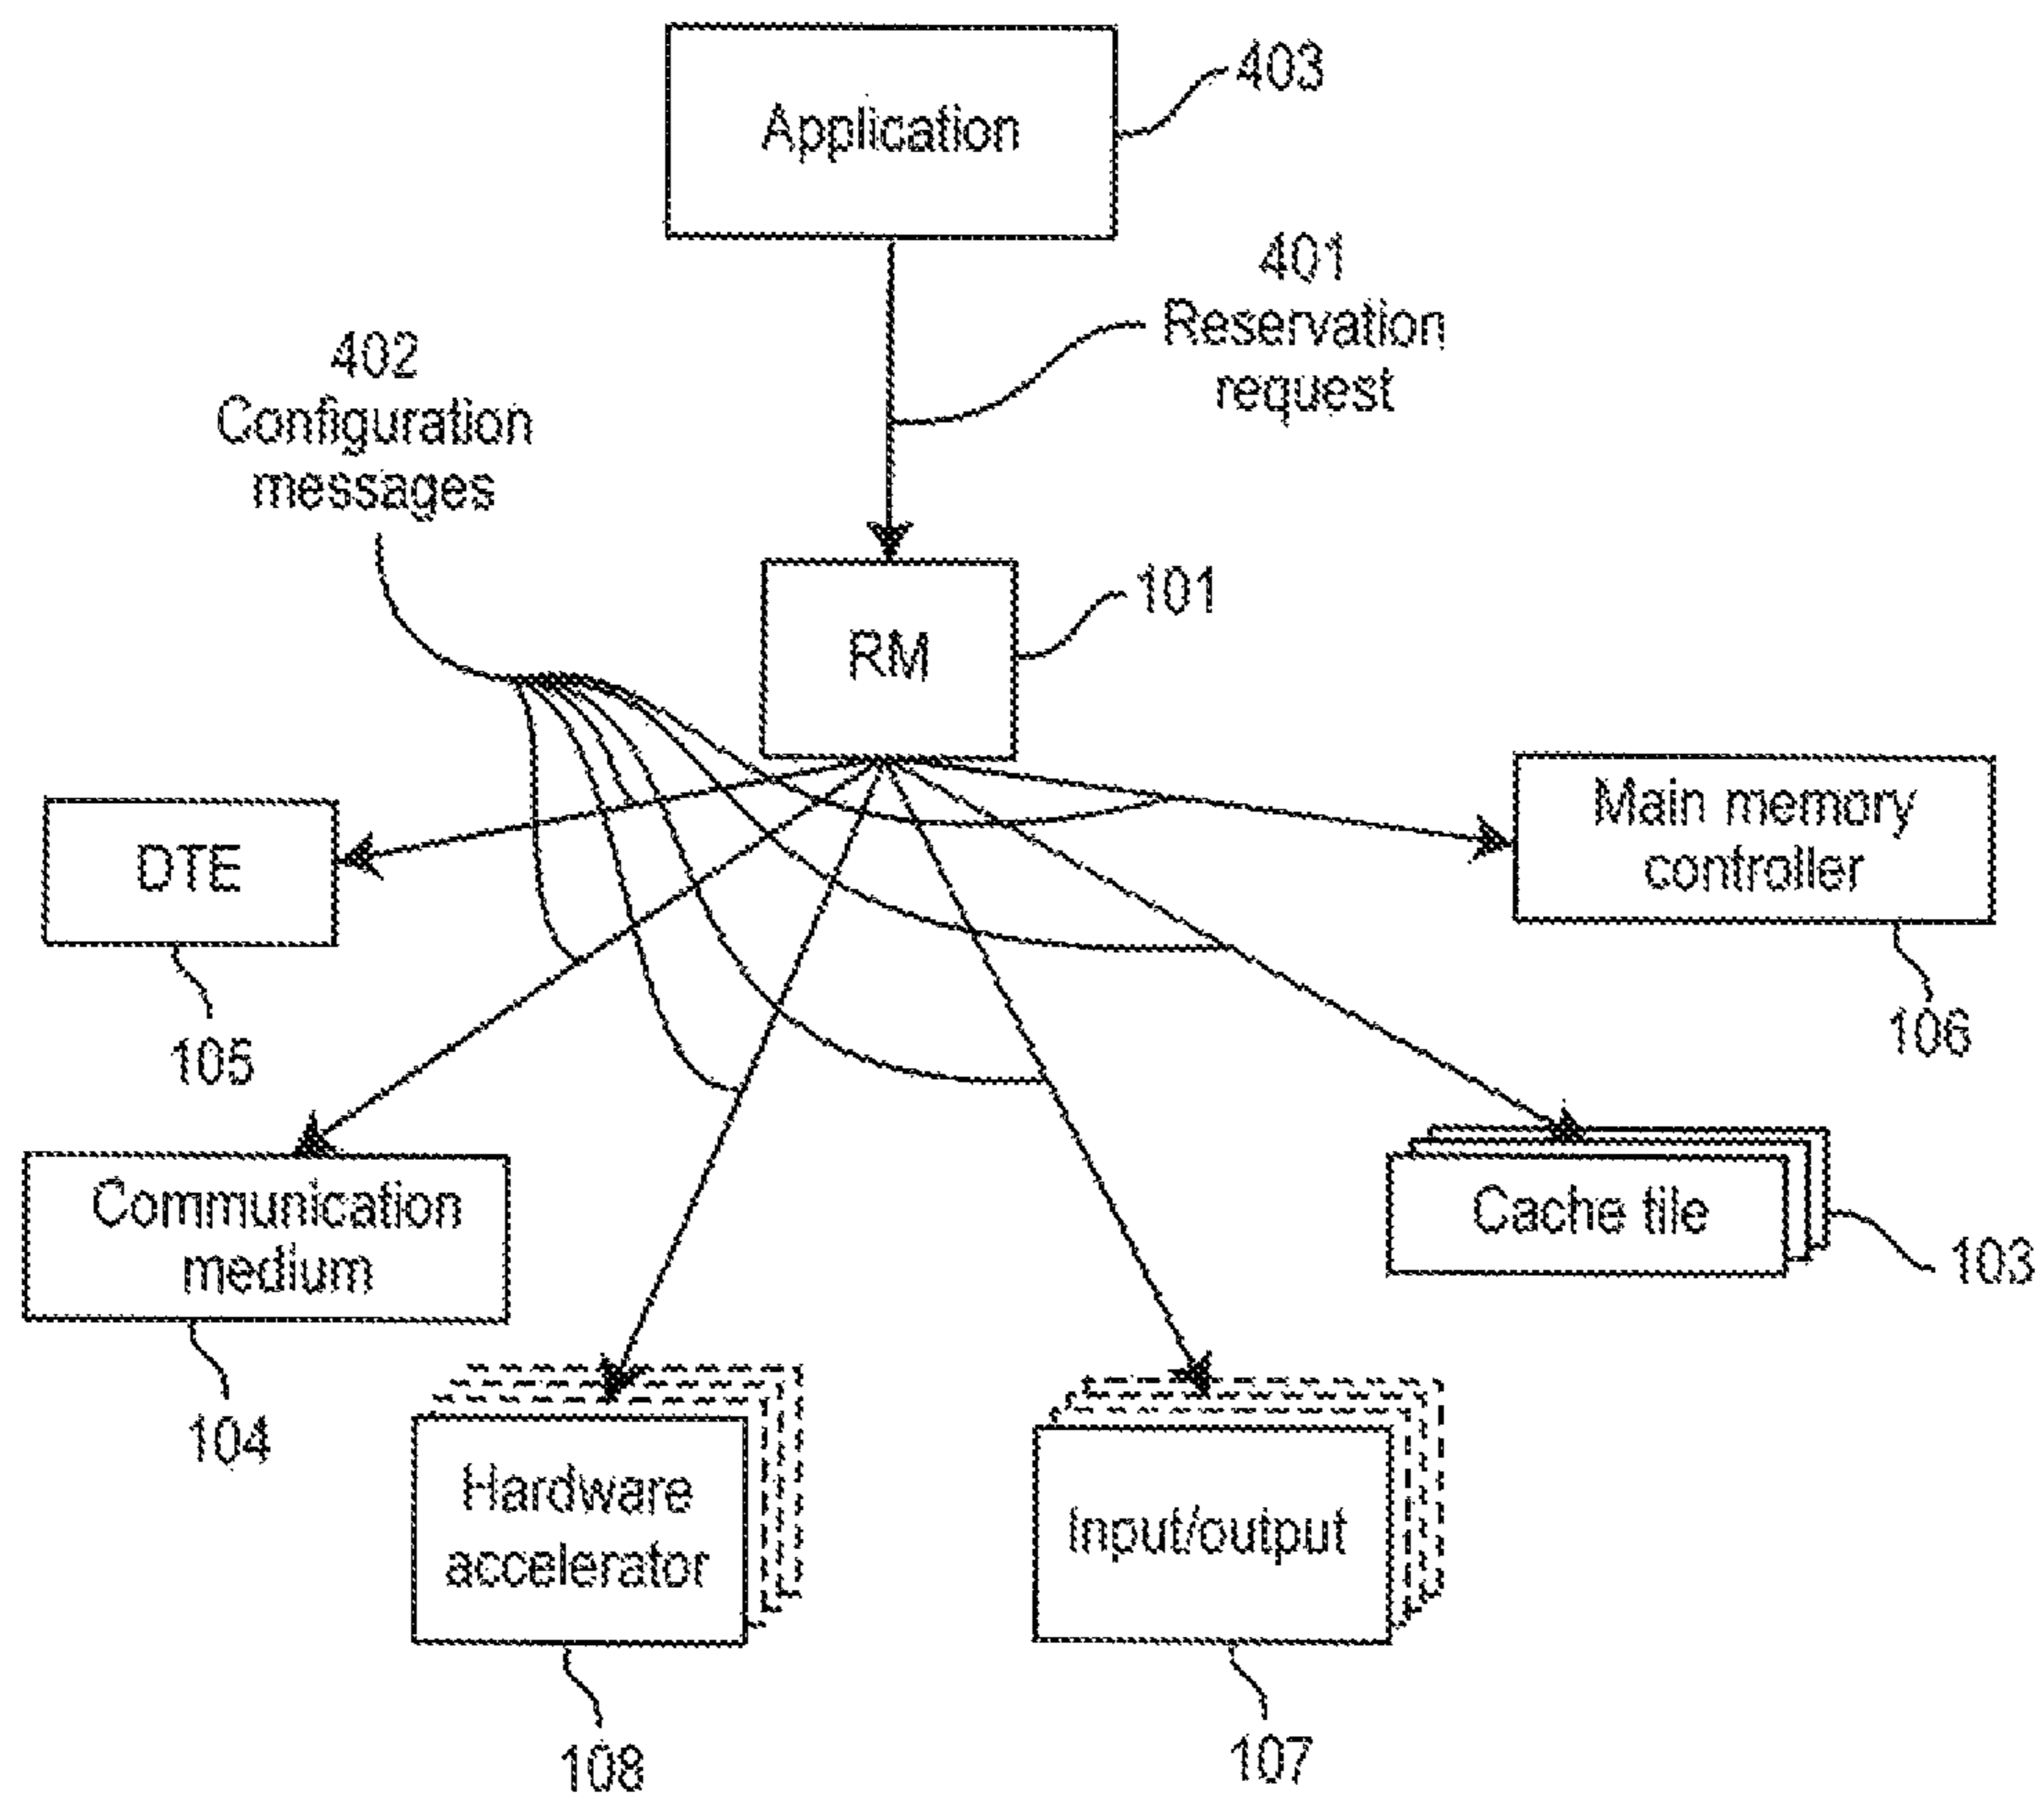 Application
403
401
Reservation
request
402
Configuration
messages
RM
101
DTE
105
Main memory
controller
106
Communication
medium
104
Cache tile
103
Hardware
accelerator
108
Input/output
107